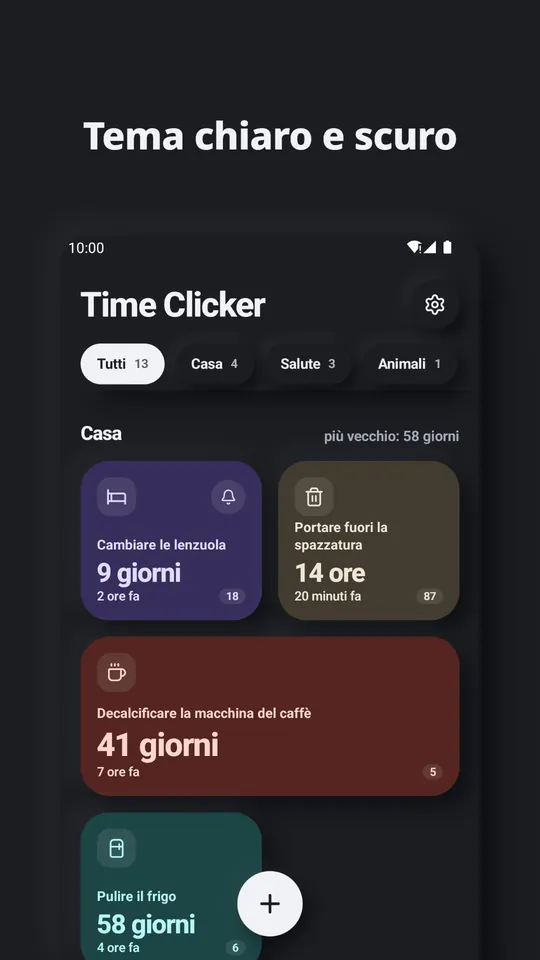 Tema chiaro e scuro
10:00
Time Clicker
Tutti 13 Casa 4 Salute 3 Animali 1
Casa più vecchio: 58 giorni
Cambiare le lenzuola
9 giorni
2 ore fa 18
Portare fuori la
spazzatura
14 ore
20 minuti fa 87
Decalcificare la macchina del caffè
41 giorni
7 ore fa 5
Pulire il frigo
58 giorni
4 ore fa 6